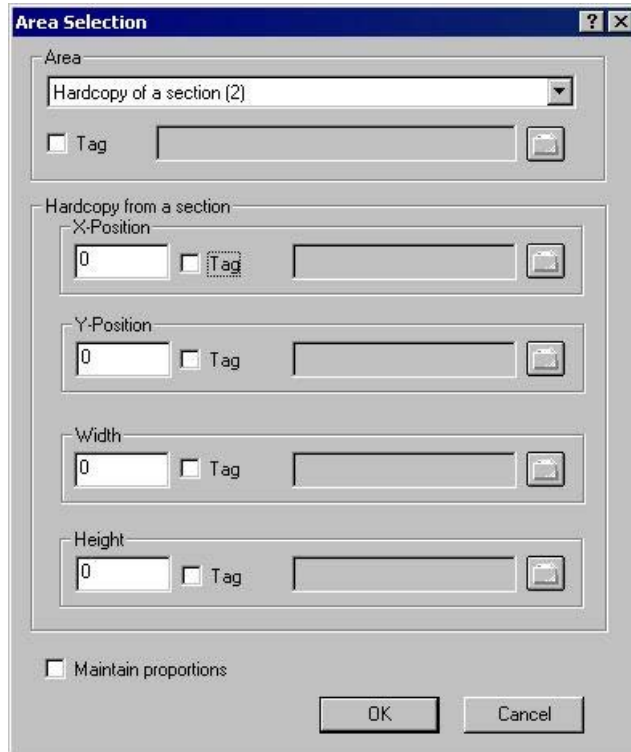 Area Selection
Area
Hardcopy of a section (2)
Tag
Hardcopy from a section
X-Position
0 Tag
Y-Position
0 Tag
Width
0 Tag
Height
0 Tag
Maintain proportions
OK Cancel